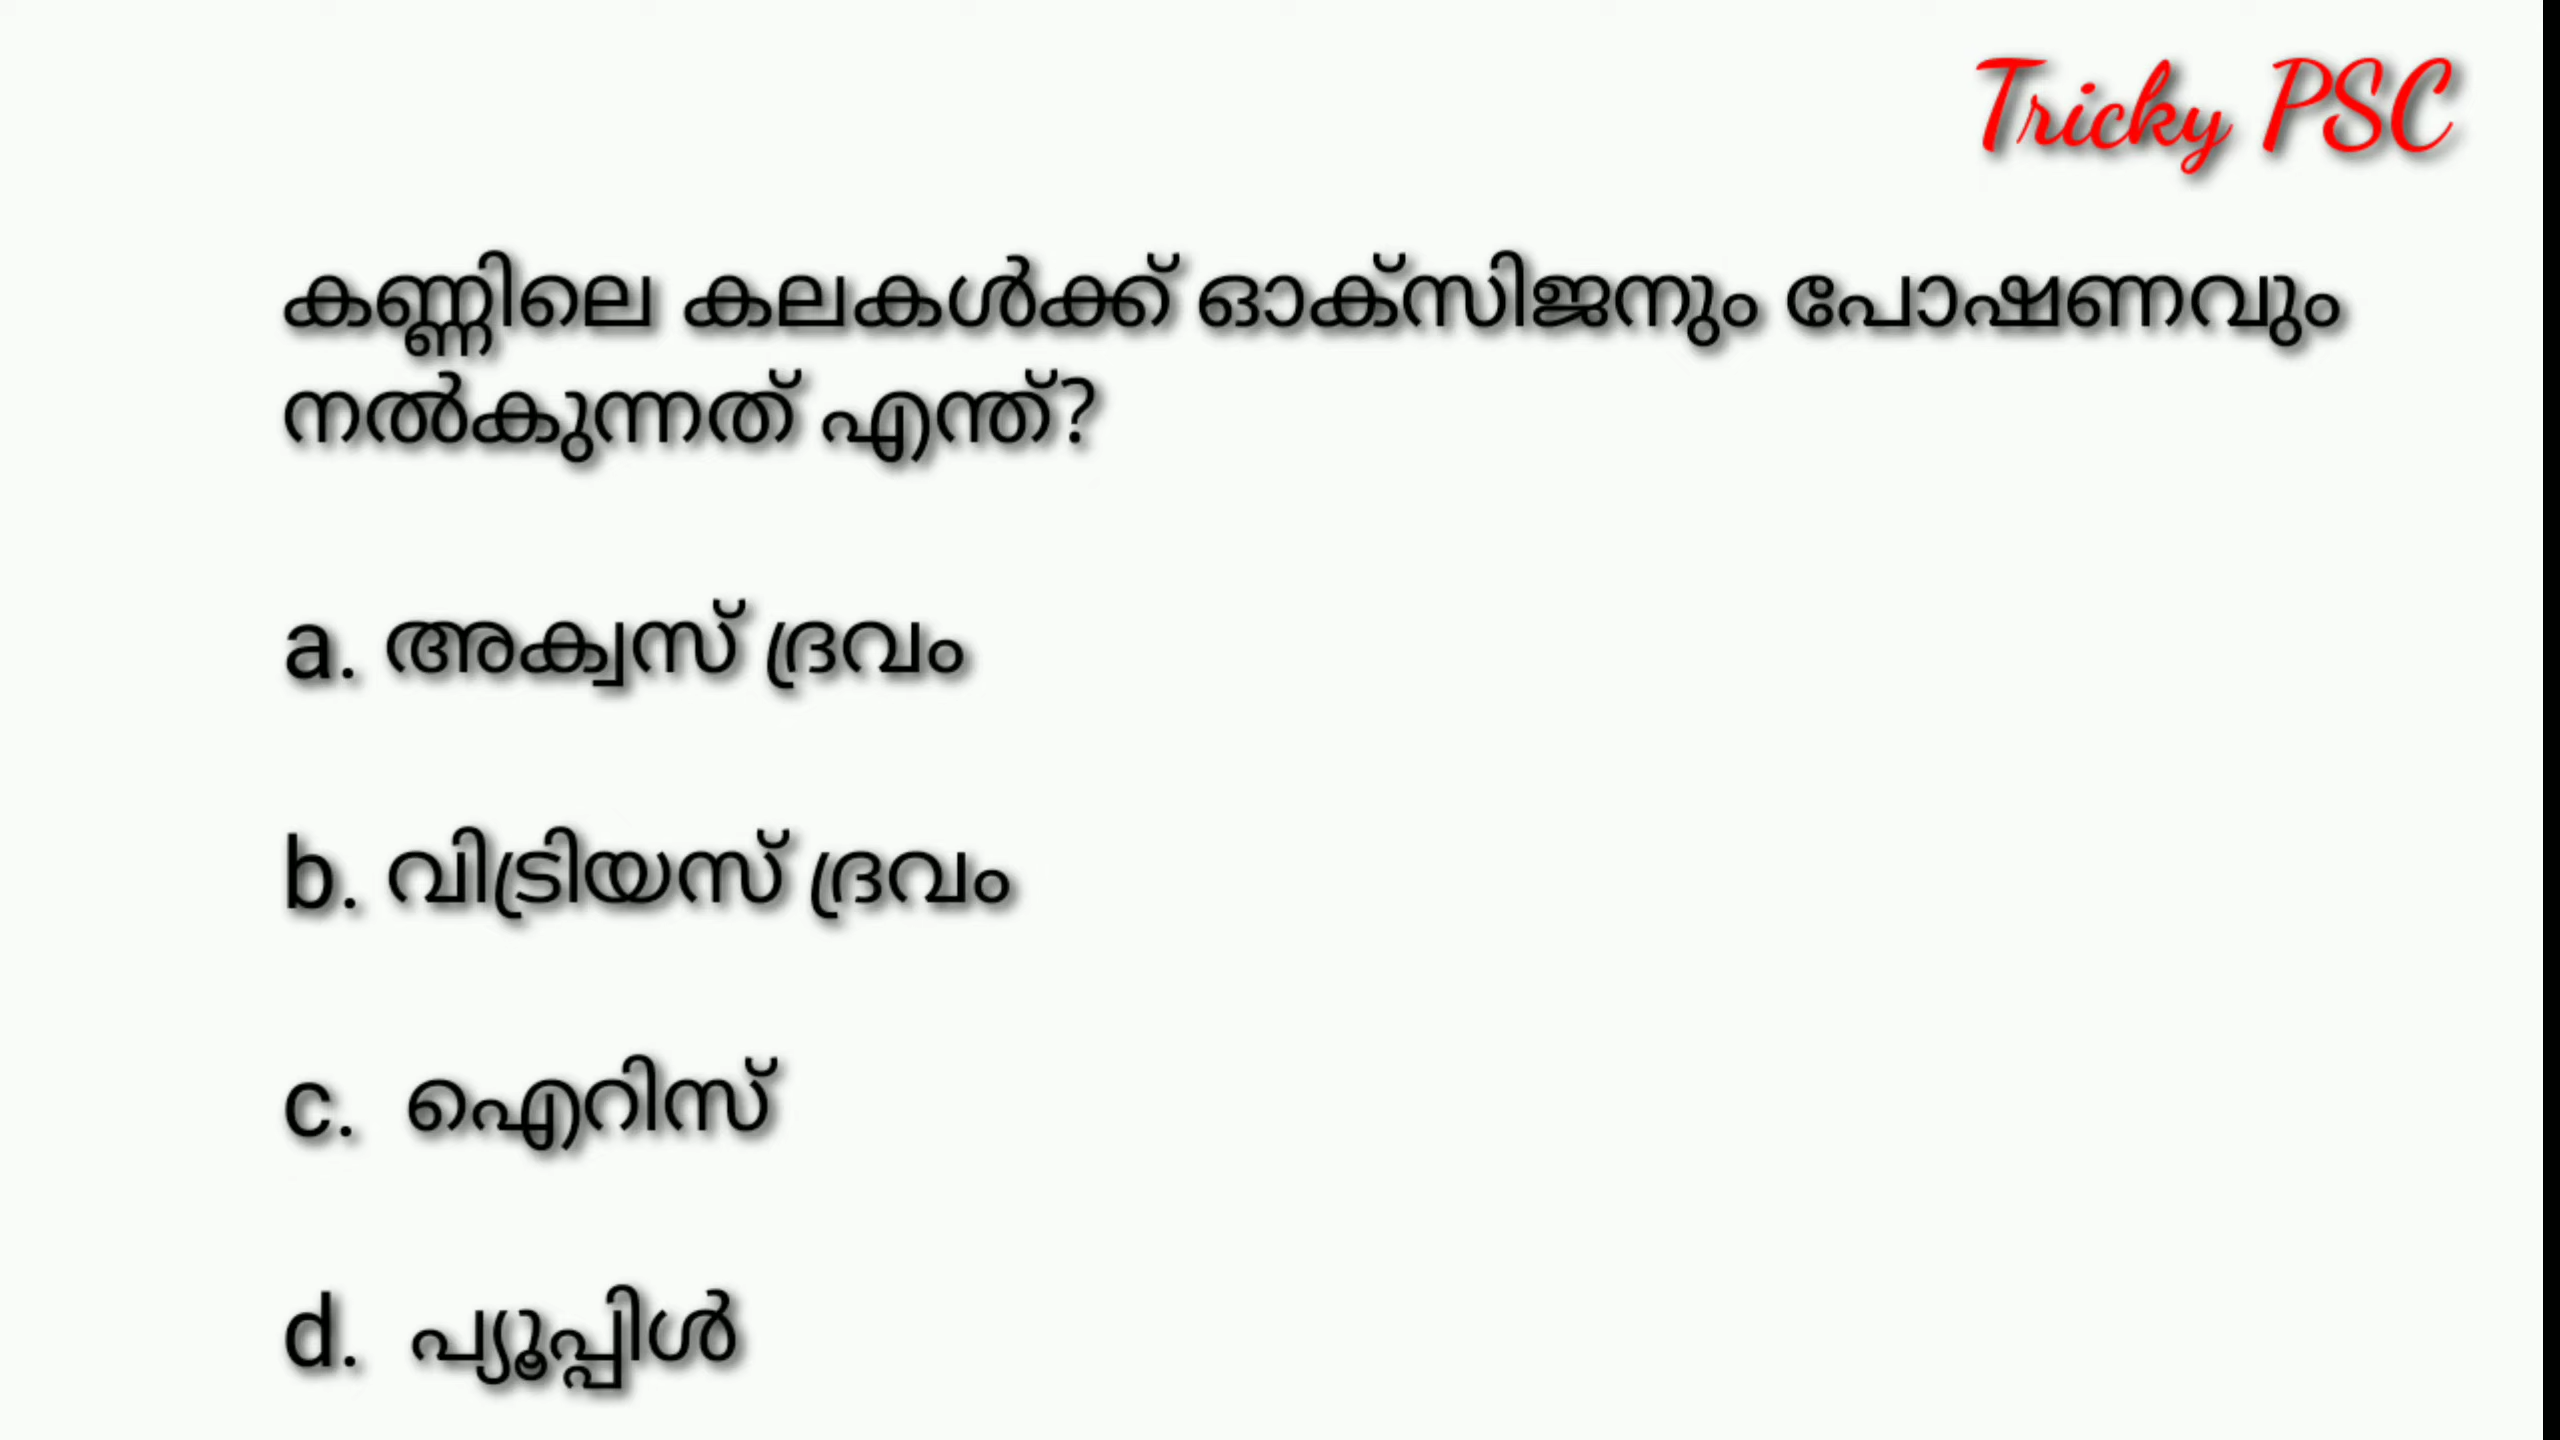 Tricky PSC
കണ്ണിലെ കലകൾക്ക് ഓക്സിജനും പോഷണവും
നൽകുന്നത് എന്ത്?
a. അക്വസ് ദ്രവം
b. വിട്രിയസ് ദ്രവം
c. ഐറിസ്
d. പ്യൂപ്പിൾ